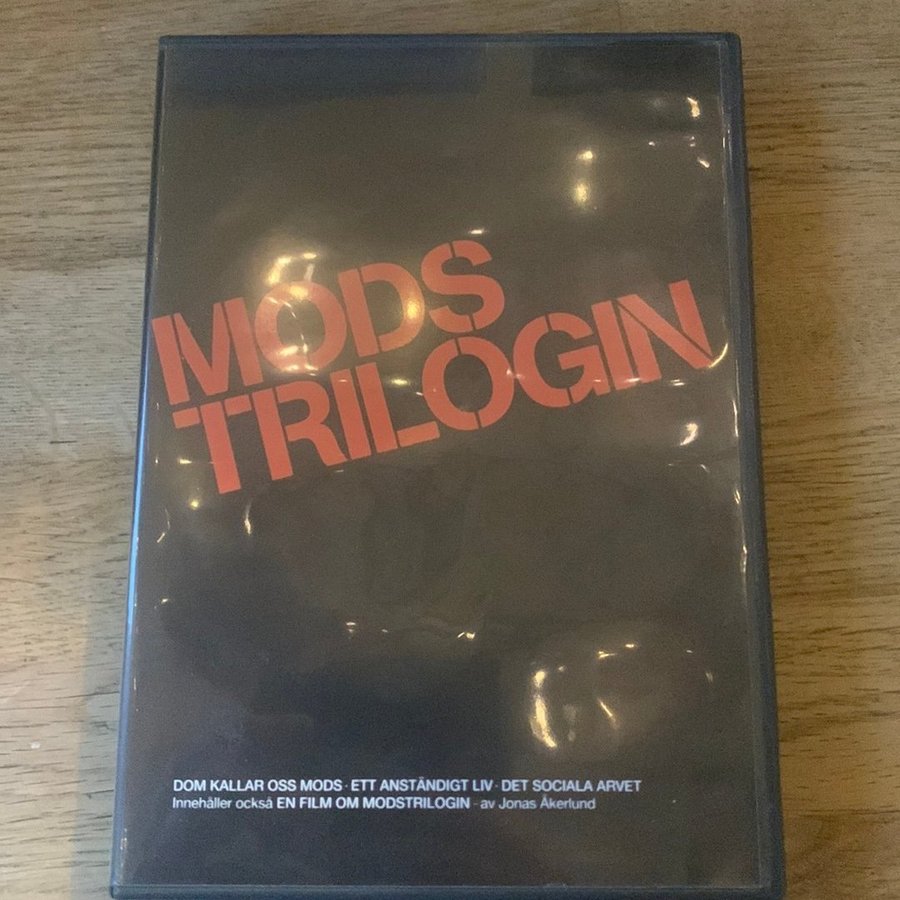 MODS
TRILOGIN
DOM KALLAR OSS MODS · ETT ANSTÄNDIGT LIV · DET SOCIALA ARVET
Innehåller också EN FILM OM MODSTRILOGIN - av Jonas Åkerlund